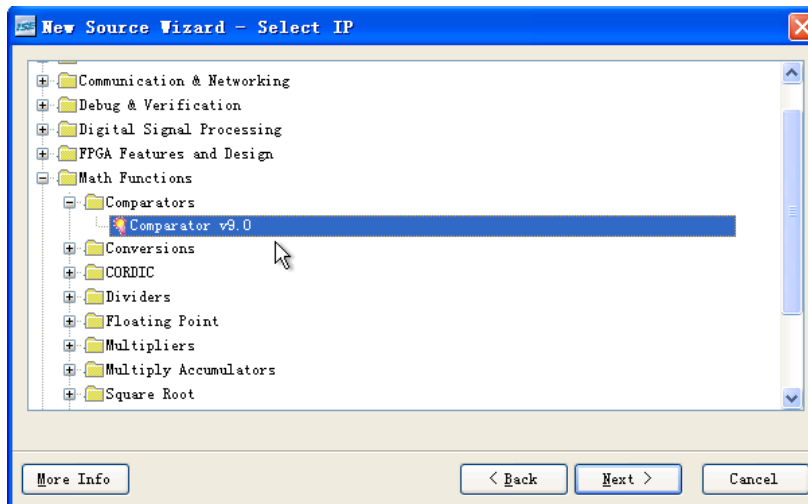 ISE New Source Wizard - Select IP
Communication & Networking
Debug & Verification
Digital Signal Processing
FPGA Features and Design
Math Functions
Comparators
Comparator v9.0
Conversions
CORDIC
Dividers
Floating Point
Multipliers
Multiply Accumulators
Square Root
More Info
< Back
Next >
Cancel